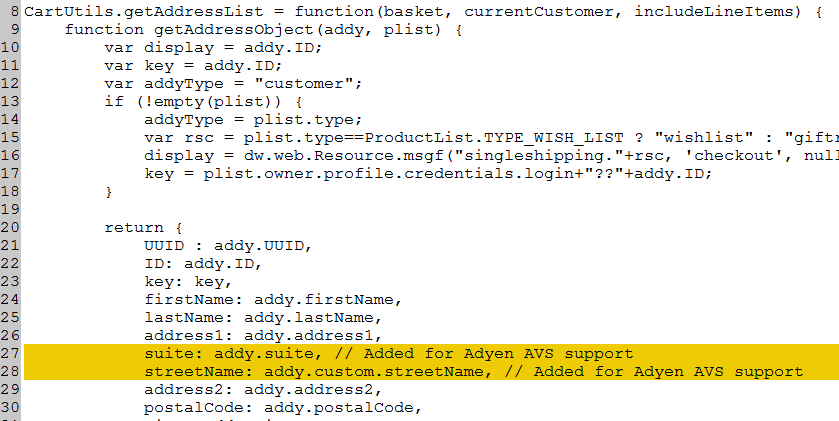 8 CartUtils.getAddressList = function(basket, currentCustomer, includeLineItems) {
9     function getAddressObject(addy, plist) {
10         var display = addy.ID;
11         var key = addy.ID;
12         var addyType = "customer";
13         if (!empty(plist)) {
14             addyType = plist.type;
15             var rsc = plist.type==ProductList.TYPE_WISH_LIST ? "wishlist" : "giftr
16             display = dw.web.Resource.msgf("singleshipping."+rsc, 'checkout', null
17             key = plist.owner.profile.credentials.login+"??"+addy.ID;
18         }
19
20         return {
21             UUID : addy.UUID,
22             ID: addy.ID,
23             key: key,
24             firstName: addy.firstName,
25             lastName: addy.lastName,
26             address1: addy.address1,
27             suite: addy.suite, // Added for Adyen AVS support
28             streetName: addy.custom.streetName, // Added for Adyen AVS support
29             address2: addy.address2,
30             postalCode: addy.postalCode,